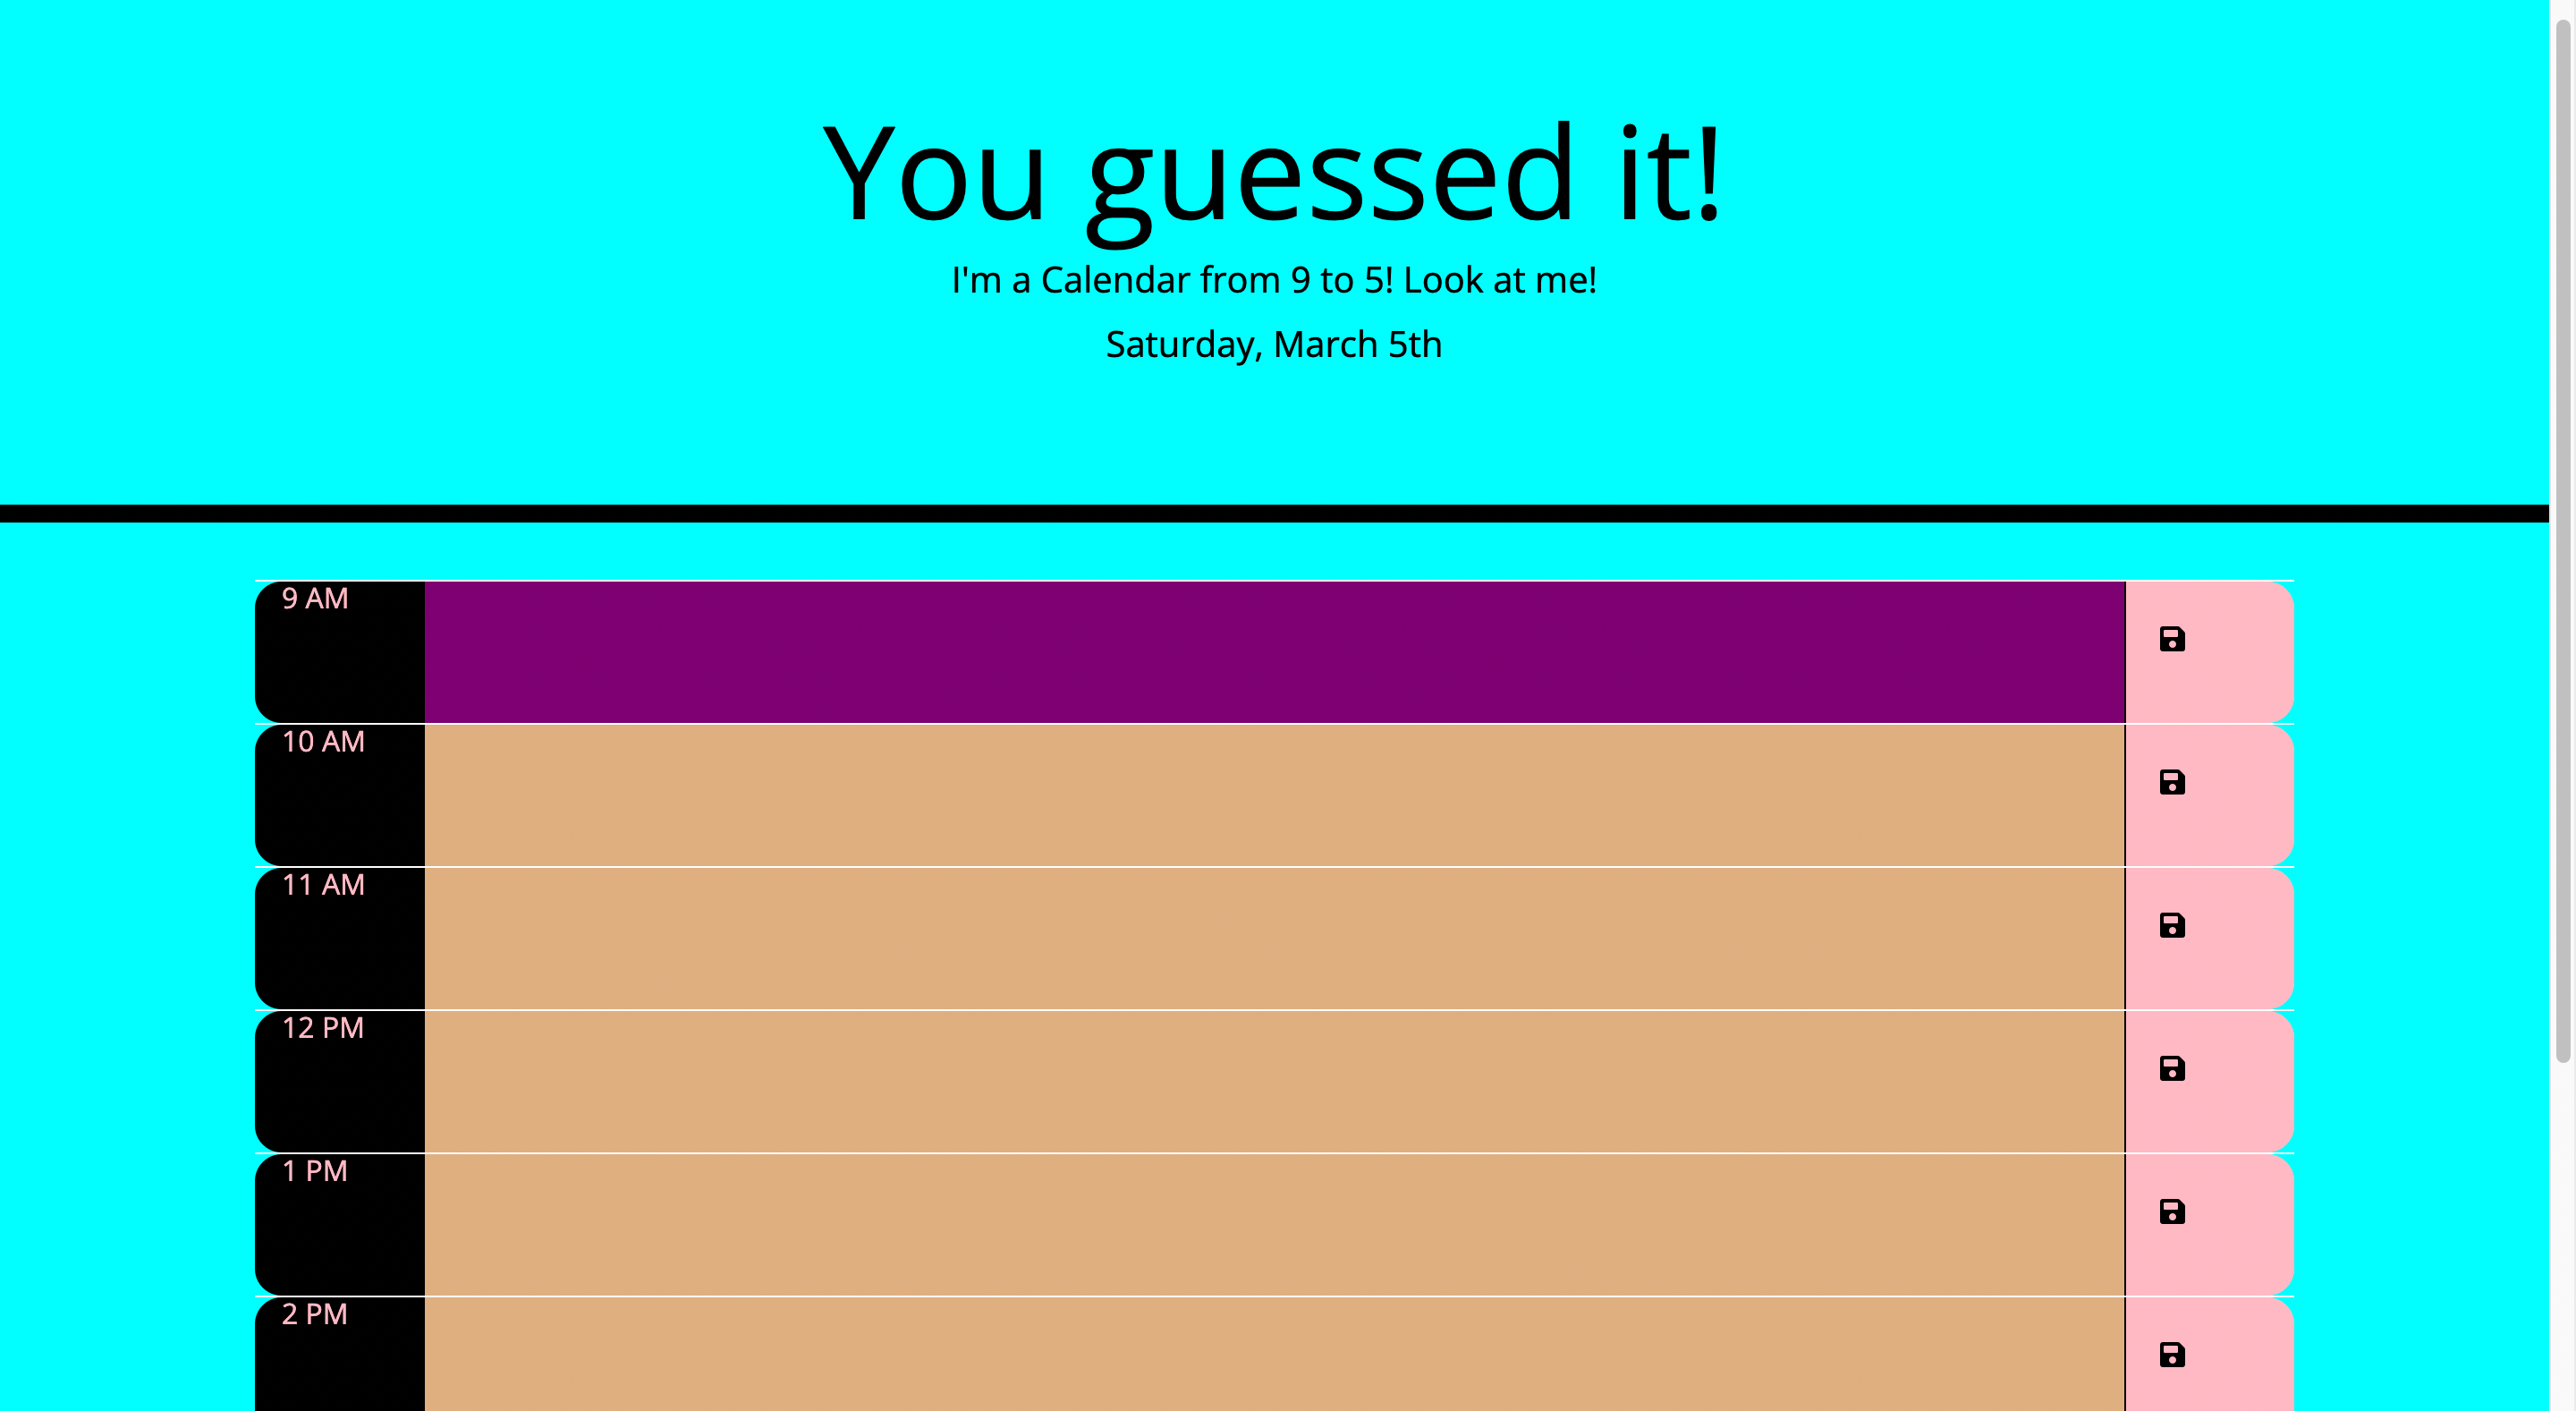 You guessed it!
I'm a Calendar from 9 to 5! Look at me!
Saturday, March 5th
9 AM
10 AM
11 AM
12 PM
1 PM
2 PM